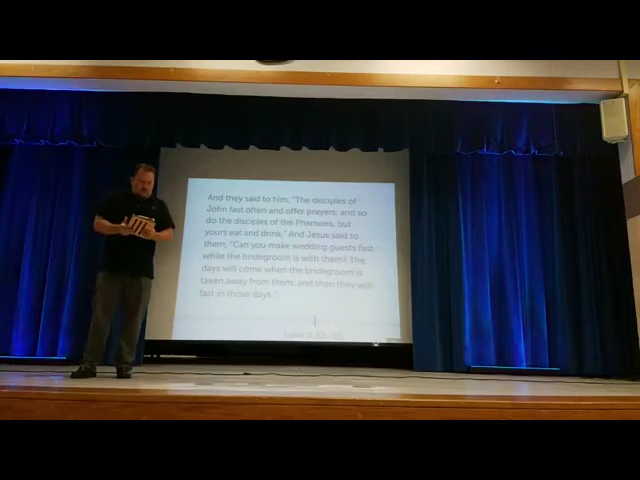 And they said to him, "The disciples of
John fast often and offer prayers, and so
do the disciples of the Pharisees, but
yours eat and drink." And Jesus said to
them, "Can you make wedding guests fast
while the bridegroom is with them? The
days will come when the bridegroom is
taken away from them, and then they will
fast in those days."
Luke